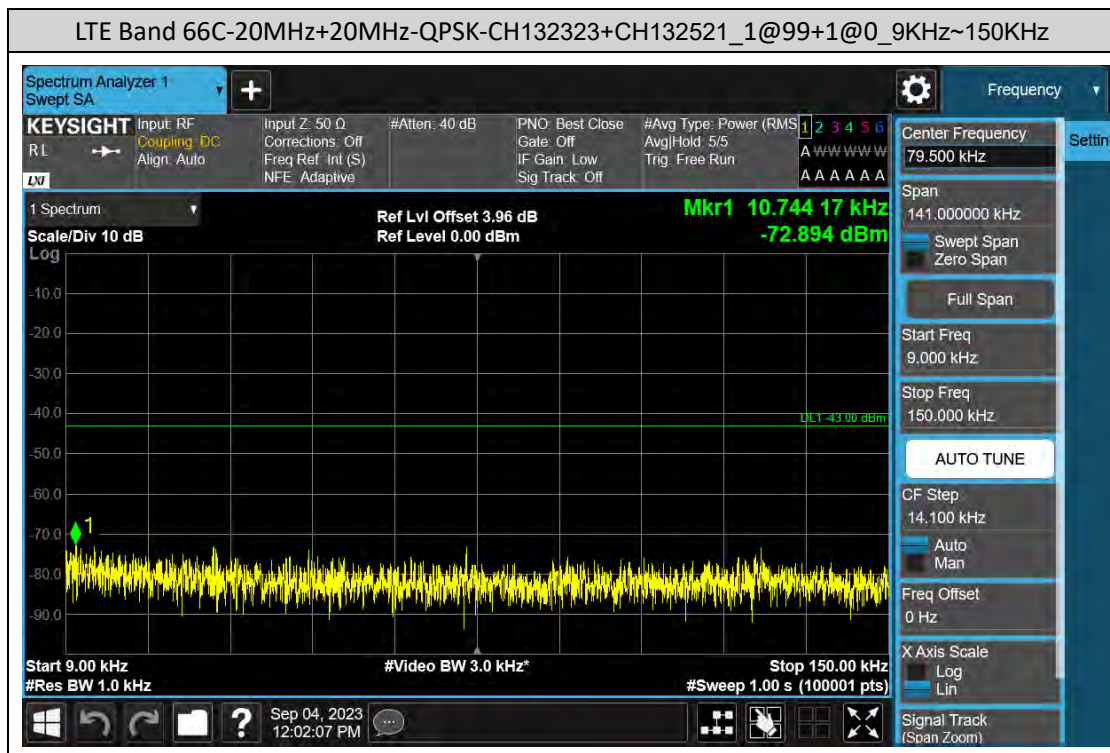 LTE Band 66C-20MHz+20MHz-QPSK-CH132323+CH132521_1@99+1@0_9KHz~150KHz
Spectrum Analyzer 1
Swept SA
Frequency
KEYSIGHT
RL
LXI
Input: RF
Coupling: DC
Align: Auto
Input Z: 50 Ω
Corrections: Off
Freq Ref: Int (S)
NFE: Adaptive
#Atten: 40 dB
PNO: Best Close
Gate: Off
IF Gain: Low
Sig Track: Off
#Avg Type: Power (RMS
Avg|Hold: 5/5
Trig: Free Run
1 2 3 4 5 6
A W W W W W
A A A A A A
Center Frequency
79.500 kHz
Settin
Span
141.000000 kHz
Swept Span
Zero Span
Full Span
Start Freq
9.000 kHz
Stop Freq
150.000 kHz
AUTO TUNE
CF Step
14.100 kHz
Auto
Man
Freq Offset
0 Hz
X Axis Scale
Log
Lin
Signal Track
(Span Zoom)
1 Spectrum
Scale/Div 10 dB
Log
Ref Lvl Offset 3.96 dB
Ref Level 0.00 dBm
Mkr1 10.744 17 kHz
-72.894 dBm
-10.0
-20.0
-30.0
-40.0
DL1 -43.00 dBm
-50.0
-60.0
-70.0
1
-80.0
-90.0
Start 9.00 kHz
#Res BW 1.0 kHz
#Video BW 3.0 kHz*
Stop 150.00 kHz
#Sweep 1.00 s (100001 pts)
?
Sep 04, 2023
12:02:07 PM